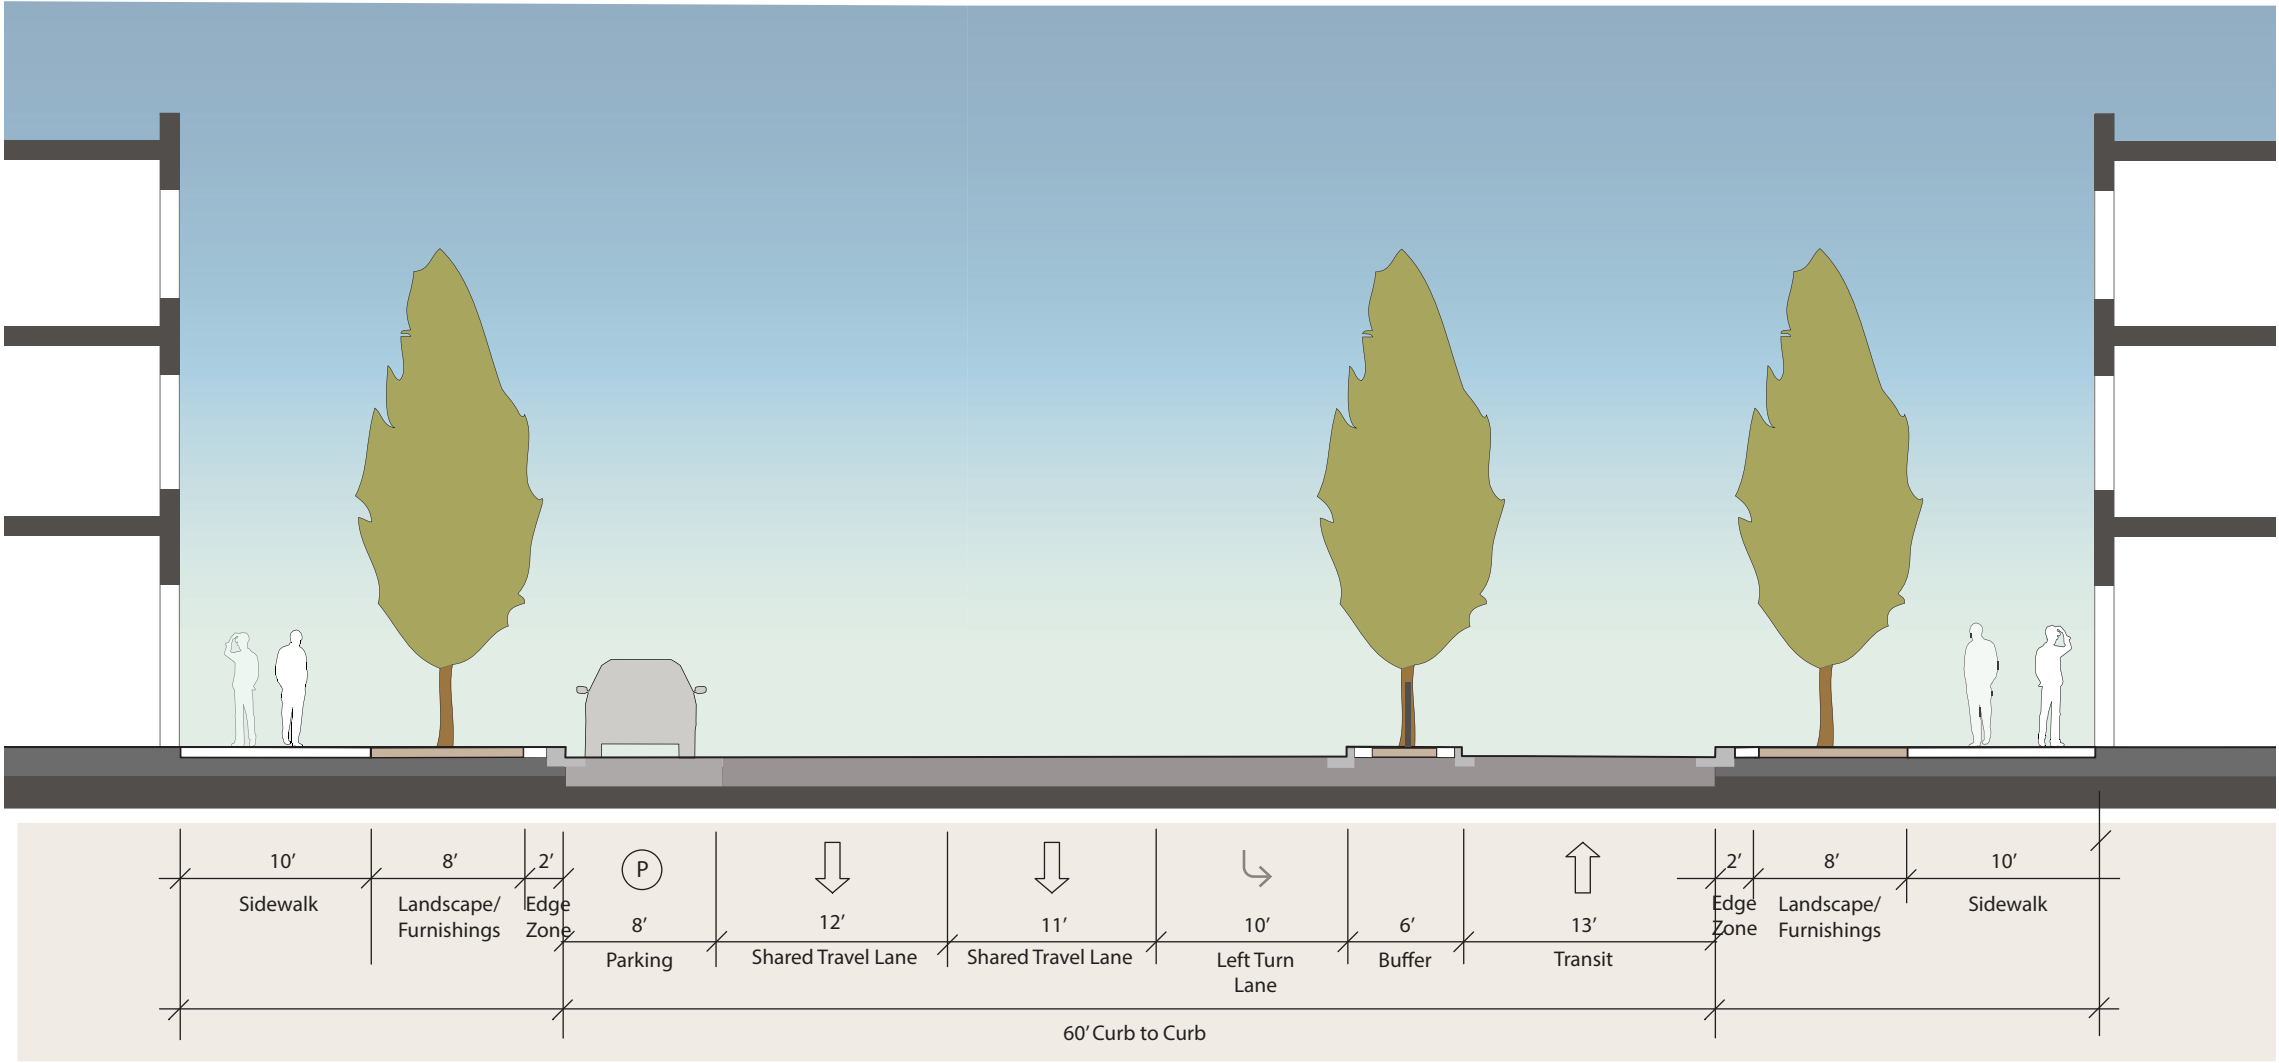 10′ 8′ 2′ P 2′ 8′ 10′
Sidewalk Landscape/ Edge Edge Landscape/ Sidewalk
Furnishings Zone Zone Furnishings
8′ 12′ 11′ 10′ 6′ 13′
Parking Shared Travel Lane Shared Travel Lane Left Turn Buffer Transit
Lane
60′ Curb to Curb